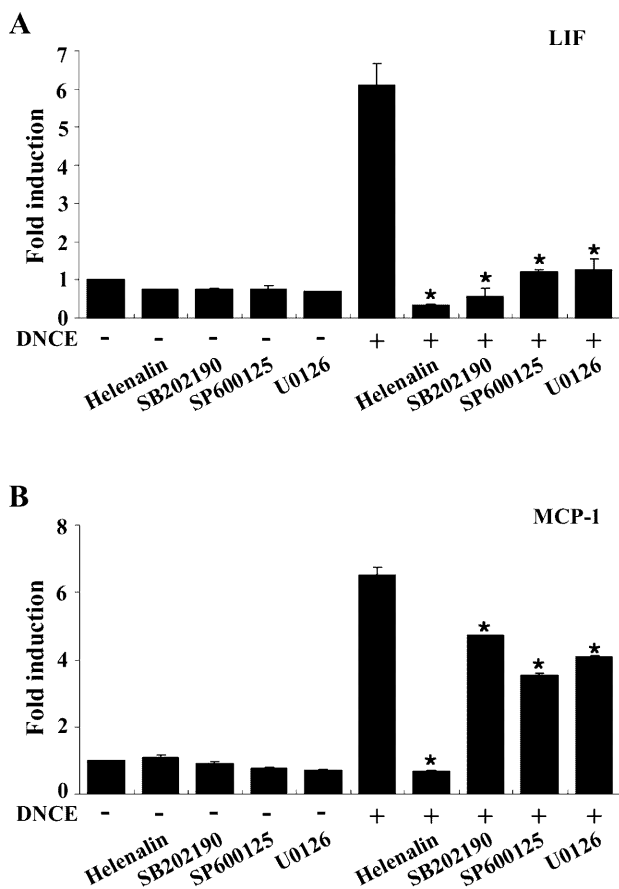 A
LIF
7
6
5
4
3
2
1
0
Fold induction
DNCE - - - - - + + + + +
Helenalin SB202190 SP600125 U0126 Helenalin SB202190 SP600125 U0126
* * * *
B
MCP-1
8
6
4
2
0
Fold induction
* * * *
DNCE - - - - - + + + + +
Helenalin SB202190 SP600125 U0126 Helenalin SB202190 SP600125 U0126